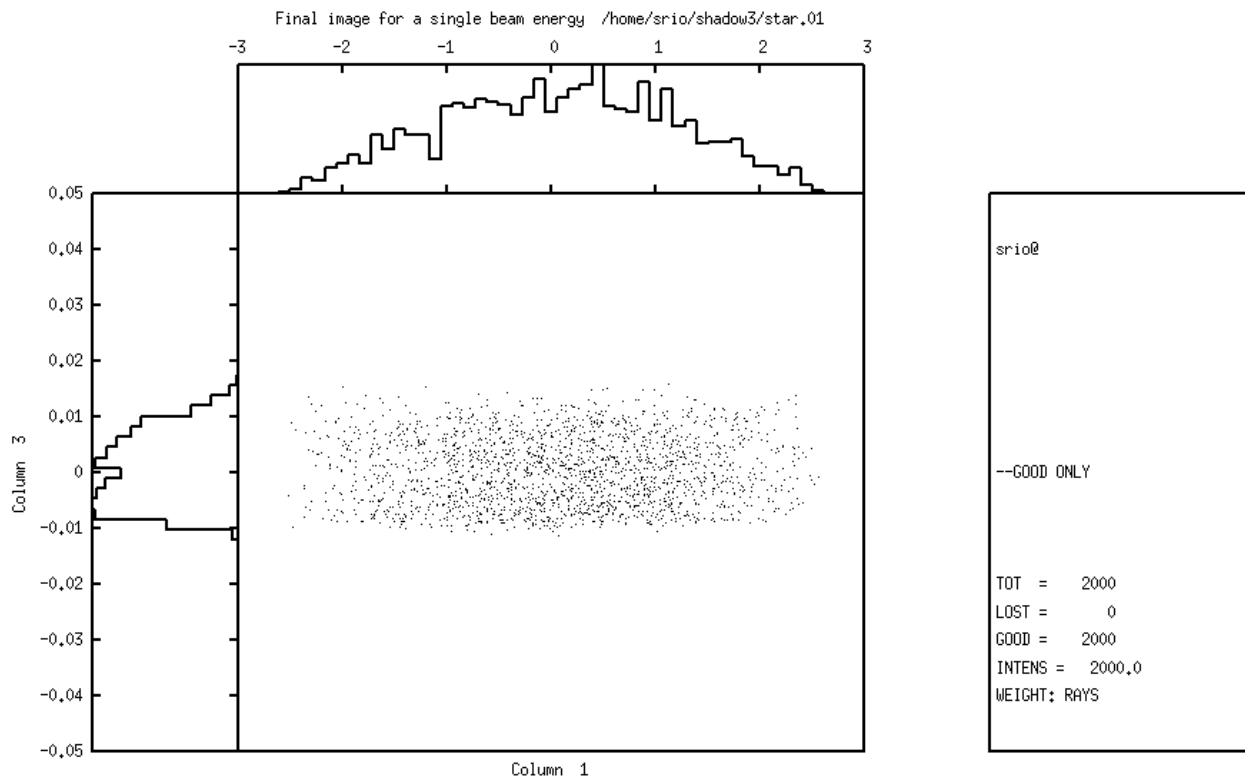 Final image for a single beam energy /home/srio/shadow3/star.01
-3 -2 -1 0 1 2 3
0.05
0.04
0.03
0.02
0.01
0
-0.01
-0.02
-0.03
-0.04
-0.05
Column 3
Column 1
srio@
--GOOD ONLY
TOT = 2000
LOST = 0
GOOD = 2000
INTENS = 2000.0
WEIGHT: RAYS